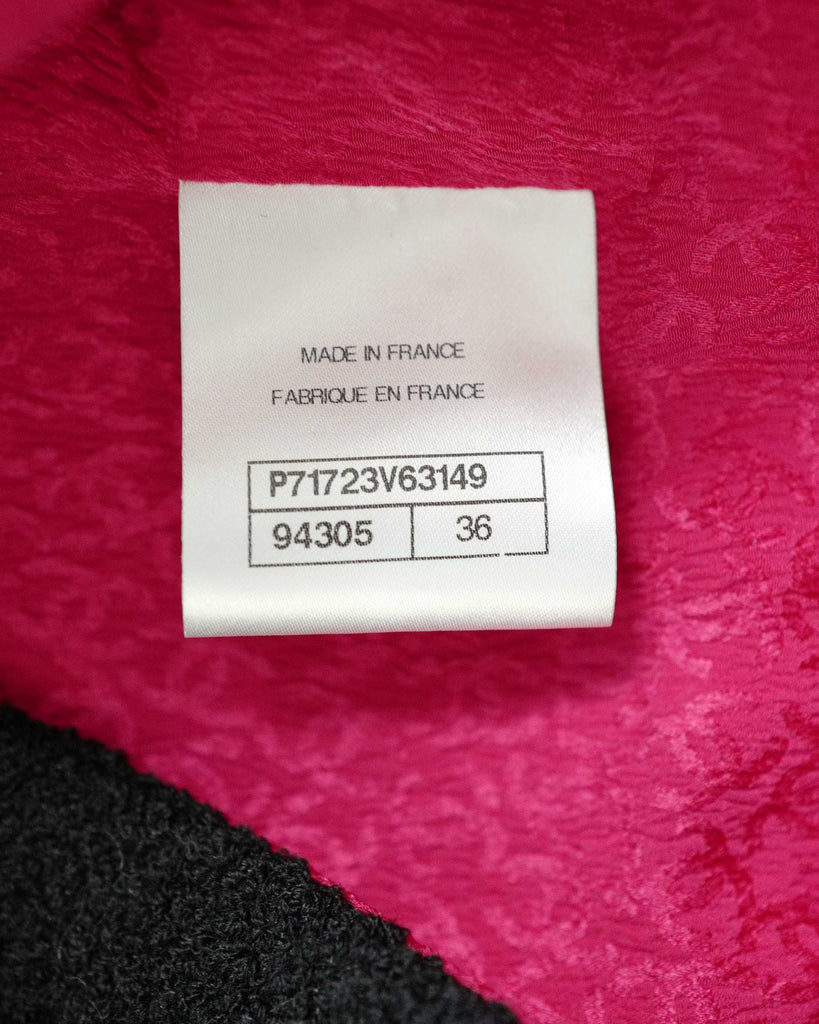 MADE IN FRANCE
FABRIQUE EN FRANCE
P71723V63149
94305 36